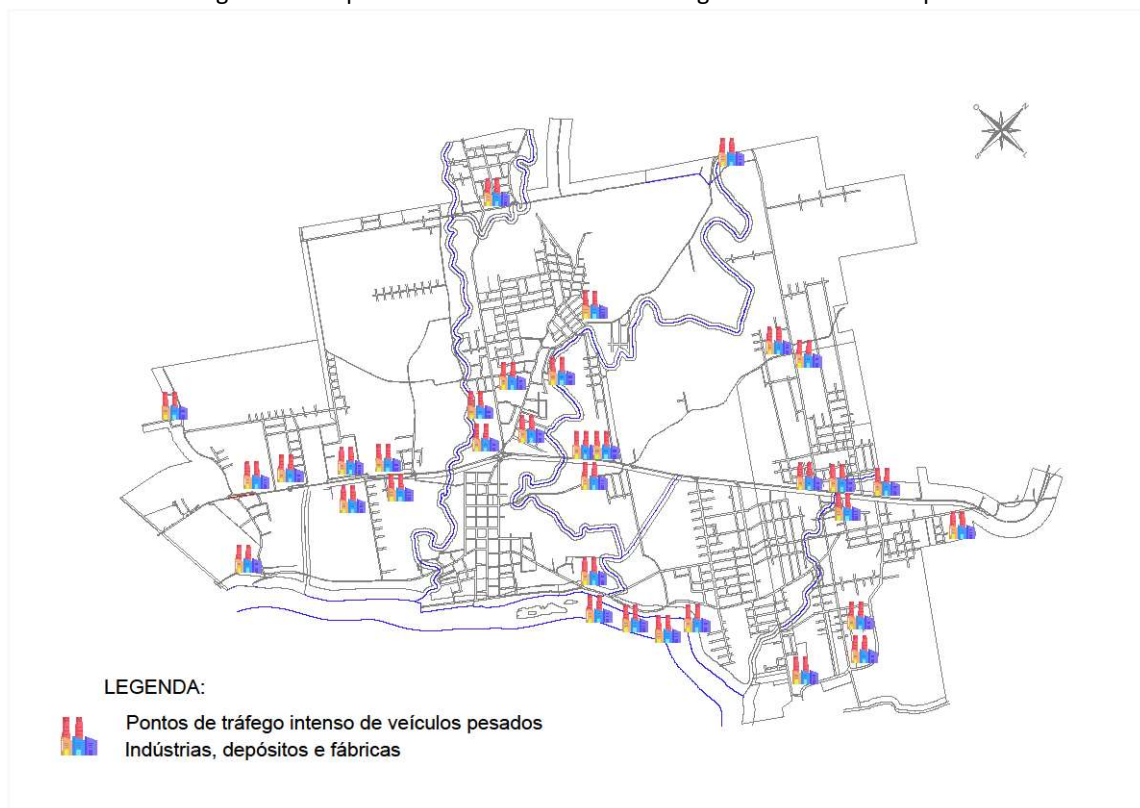 O
N
S
L
LEGENDA:
Pontos de tráfego intenso de veículos pesados
Indústrias, depósitos e fábricas